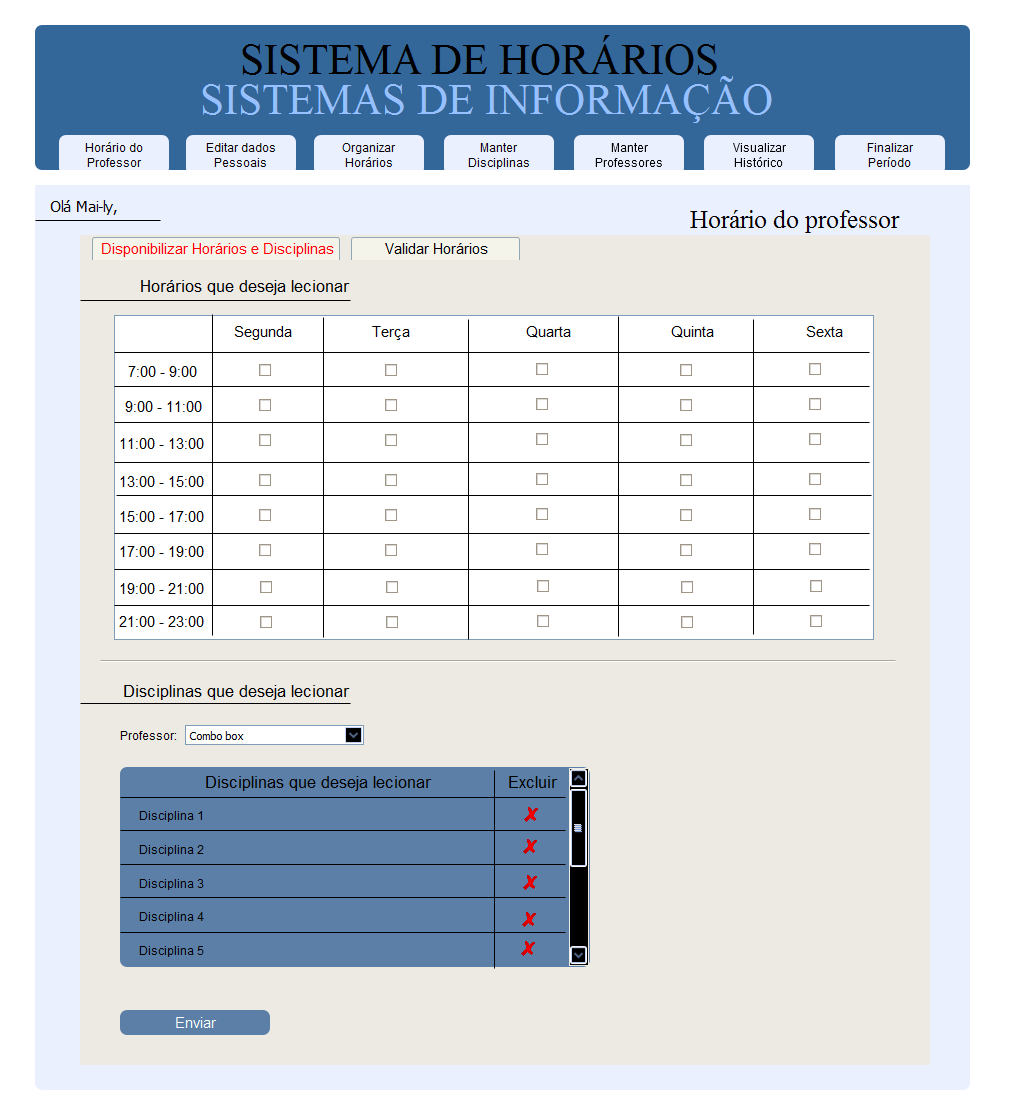 SISTEMA DE HORÁRIOS
SISTEMAS DE INFORMAÇÃO
Horário do Professor
Editar dados Pessoais
Organizar Horários
Manter Disciplinas
Manter Professores
Visualizar Histórico
Finalizar Período
Olá Mai-ly,
Horário do professor
Disponibilizar Horários e Disciplinas
Validar Horários
Horários que deseja lecionar
Segunda Terça Quarta Quinta Sexta
7:00 - 9:00
9:00 - 11:00
11:00 - 13:00
13:00 - 15:00
15:00 - 17:00
17:00 - 19:00
19:00 - 21:00
21:00 - 23:00
Disciplinas que deseja lecionar
Professor: Combo box
Disciplinas que deseja lecionar Excluir
Disciplina 1
Disciplina 2
Disciplina 3
Disciplina 4
Disciplina 5
Enviar